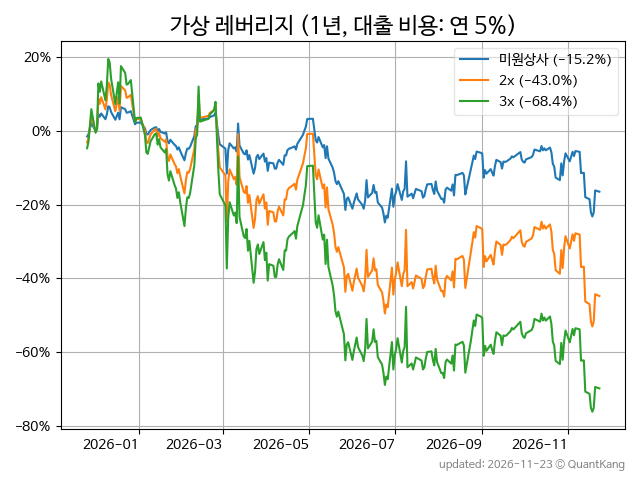 가상 레버리지 (1년, 대출 비용: 연 5%)
미원상사 (−15.2%)
2x (−43.0%)
3x (−68.4%)
20%
0%
−20%
−40%
−60%
−80%
2026-01 2026-03 2026-05 2026-07 2026-09 2026-11
updated: 2026-11-23 ⓒ QuantKang